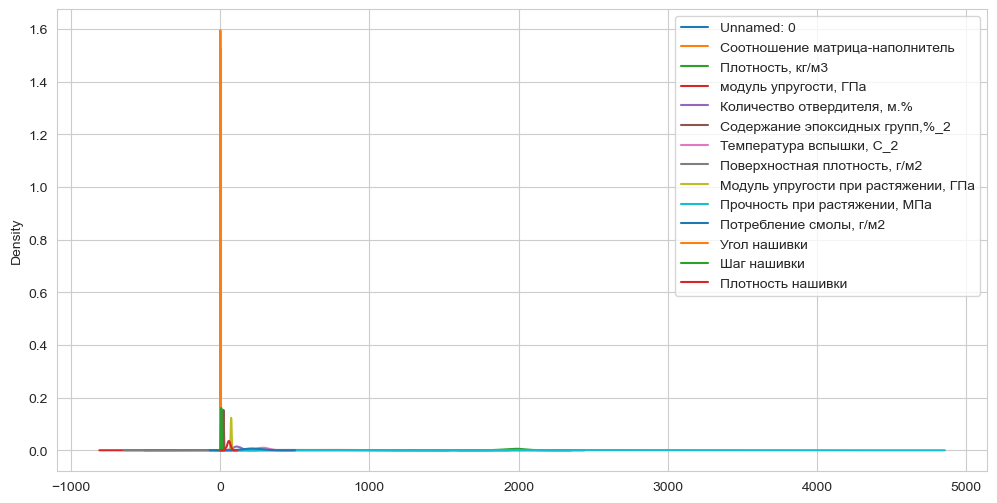 1.6
1.4
1.2
1.0
0.8
0.6
0.4
0.2
0.0
Density
−1000
0
1000
2000
3000
4000
5000
Unnamed: 0
Соотношение матрица-наполнитель
Плотность, кг/м3
модуль упругости, ГПа
Количество отвердителя, м.%
Содержание эпоксидных групп,%_2
Температура вспышки, С_2
Поверхностная плотность, г/м2
Модуль упругости при растяжении, ГПа
Прочность при растяжении, МПа
Потребление смолы, г/м2
Угол нашивки
Шаг нашивки
Плотность нашивки